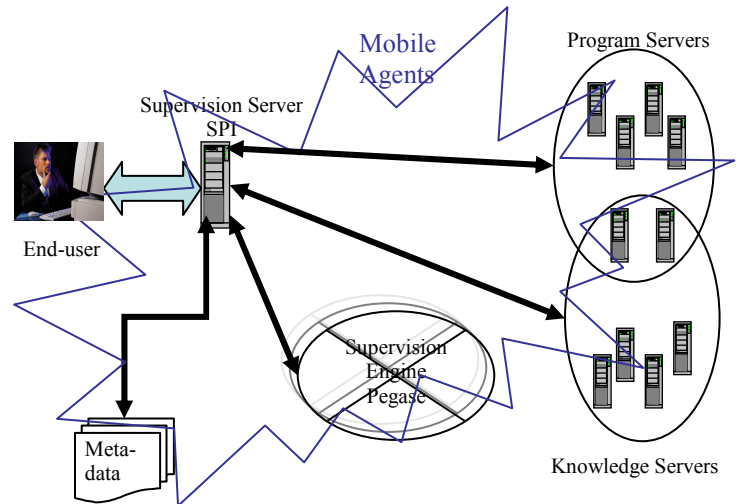 Mobile
Agents
Program Servers
Supervision Server
SPI
End-user
Supervision
Engine
Pegase
Meta-
data
Knowledge Servers